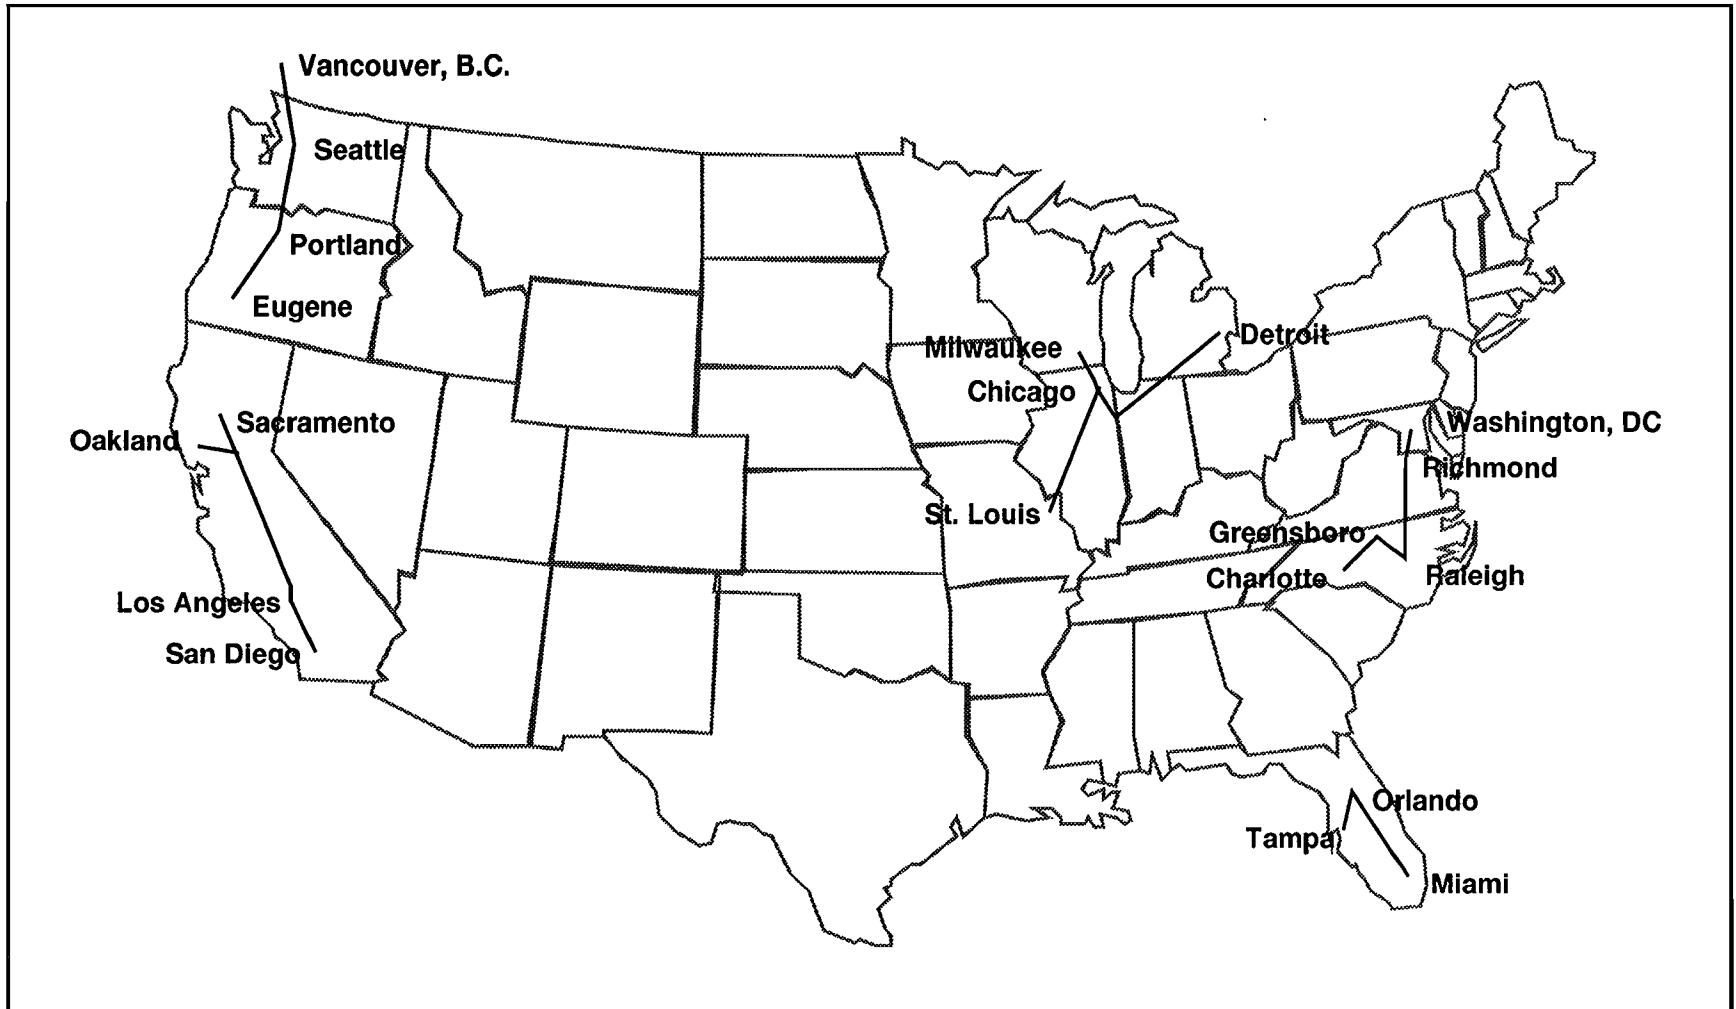 Vancouver, B.C.
Seattle
Portland
Eugene
Milwaukee
Detroit
Chicago
Sacramento
Oakland
Washington, DC
Richmond
St. Louis
Greensboro
Charlotte
Raleigh
Los Angeles
San Diego
Orlando
Tampa
Miami